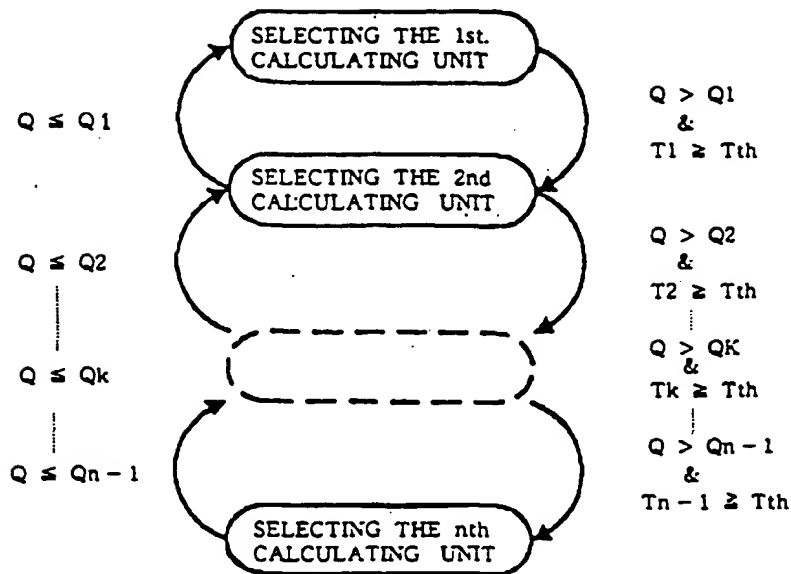 SELECTING THE 1st.
CALCULATING UNIT
Q ≦ Q1
Q > Q1
&
T1 ≧ Tth
SELECTING THE 2nd
CALCULATING UNIT
Q ≦ Q2
Q > Q2
&
T2 ≧ Tth
Q ≦ Qk
Q > QK
&
Tk ≧ Tth
Q ≦ Qn-1
Q > Qn-1
&
Tn-1 ≧ Tth
SELECTING THE nth
CALCULATING UNIT